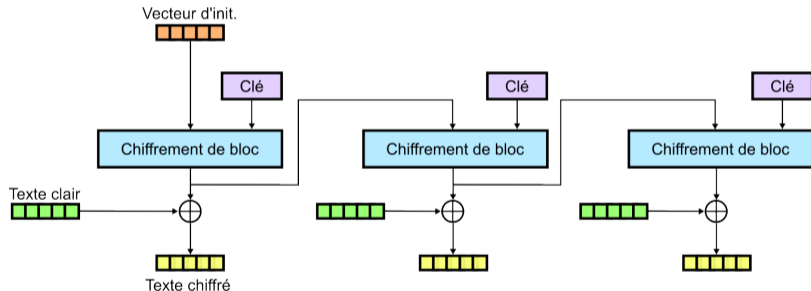 Vecteur d'init.
Clé
Clé
Clé
Chiffrement de bloc
Chiffrement de bloc
Chiffrement de bloc
Texte clair
Texte chiffré